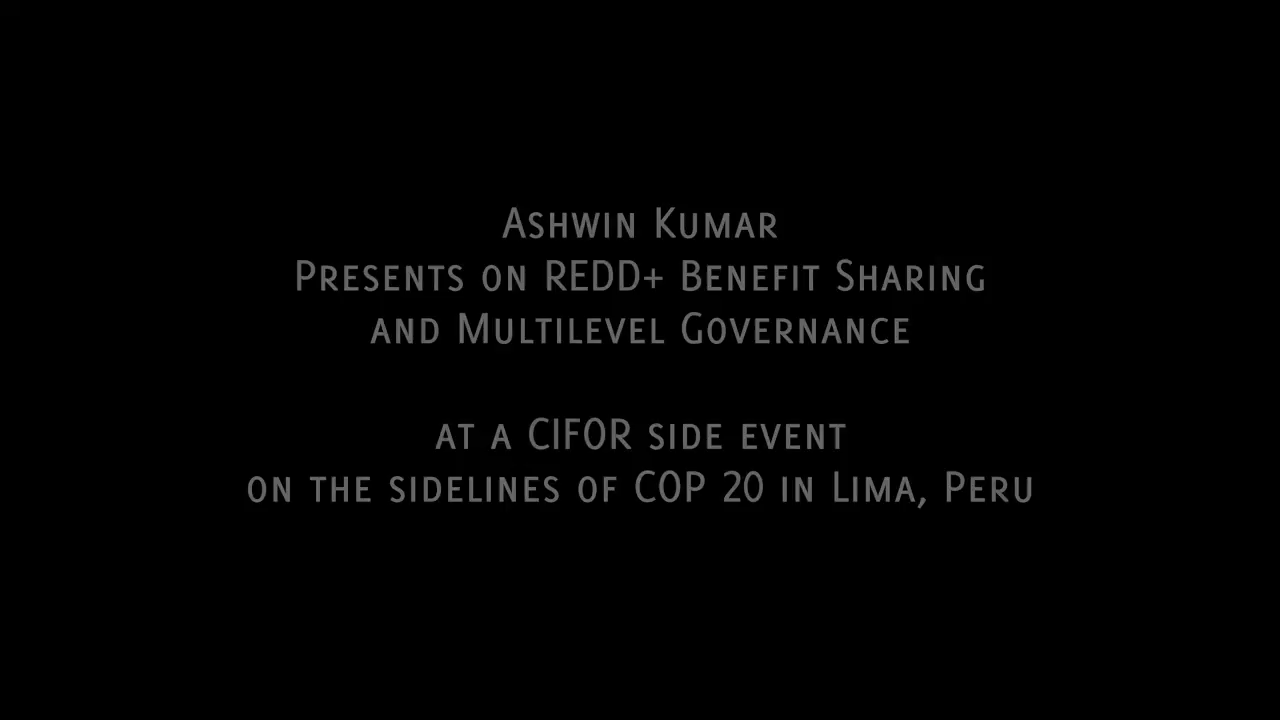 Ashwin Kumar
Presents on REDD+ Benefit Sharing
and Multilevel Governance
at a CIFOR side event
on the sidelines of COP 20 in Lima, Peru